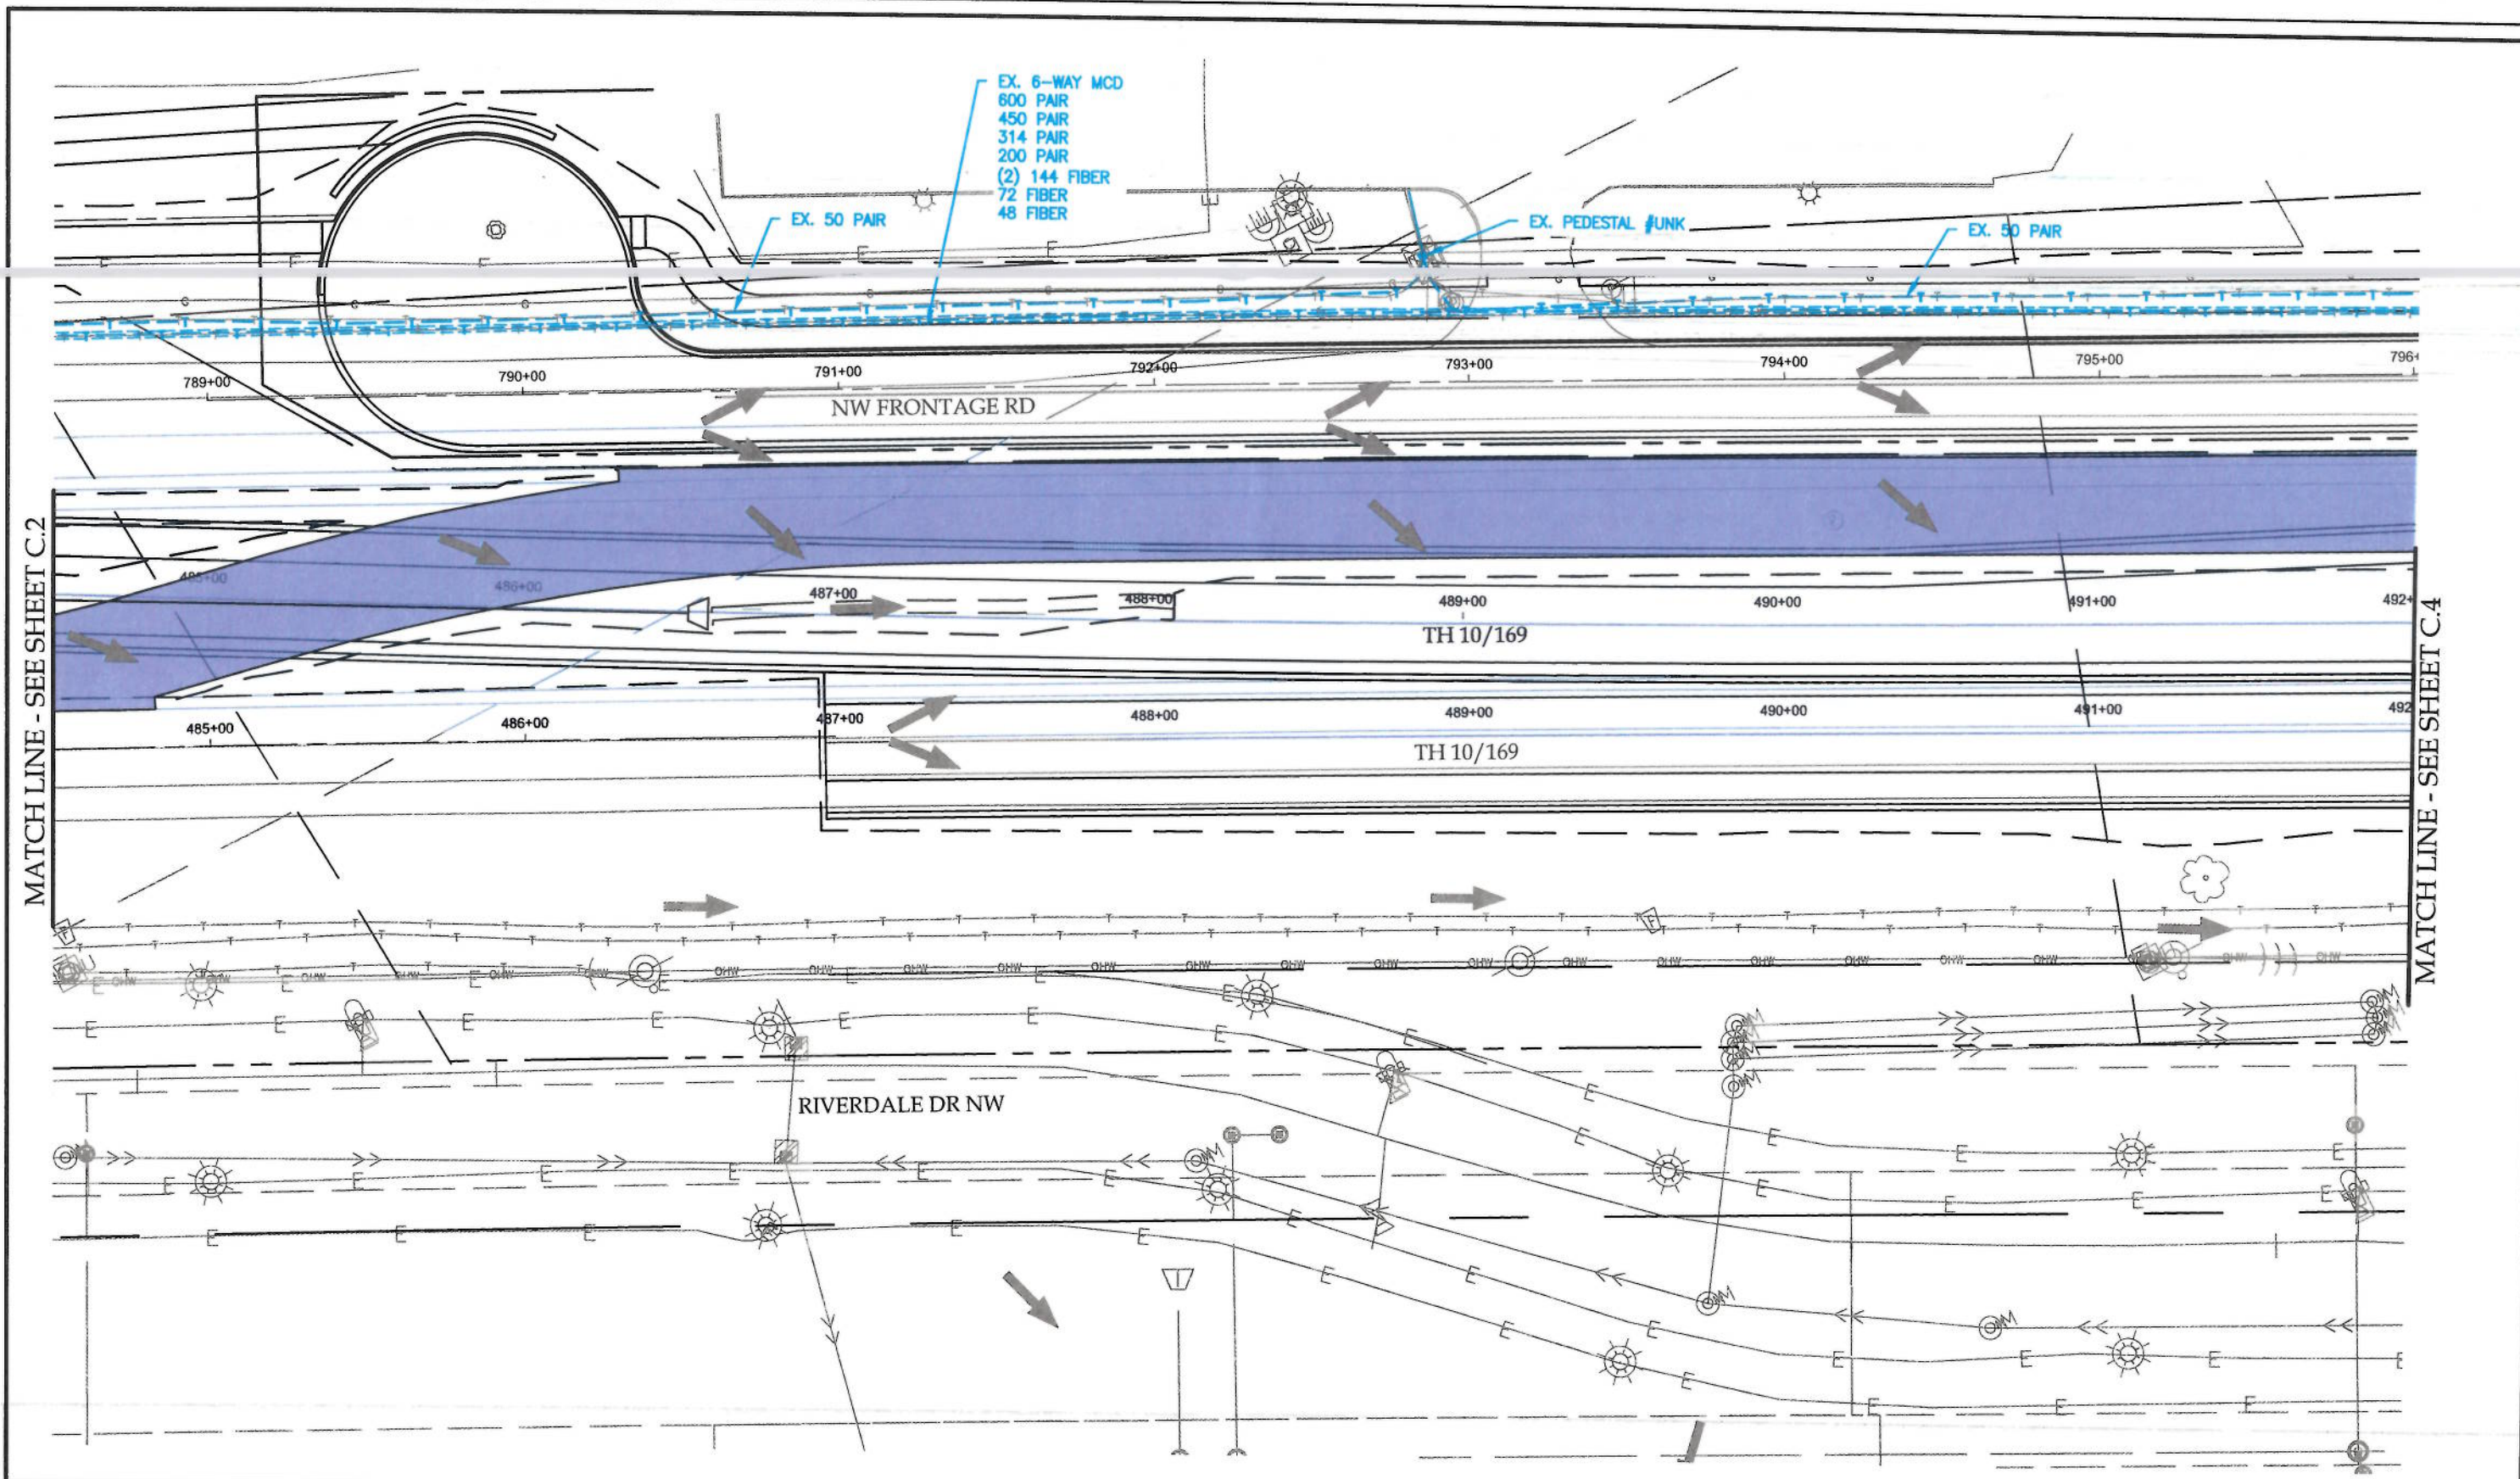 EX. 6-WAY MCD
600 PAIR
450 PAIR
314 PAIR
200 PAIR
(2) 144 FIBER
72 FIBER
48 FIBER
EX. 50 PAIR
EX. PEDESTAL #UNK
EX. 50 PAIR
789+00
790+00
791+00
792+00
793+00
794+00
795+00
796+
NW FRONTAGE RD
MATCH LINE - SEE SHEET C.2
485+00
486+00
487+00
488+00
489+00
490+00
491+00
492+
TH 10/169
485+00
486+00
487+00
488+00
489+00
490+00
491+00
492
TH 10/169
MATCH LINE - SEE SHEET C.4
RIVERDALE DR NW